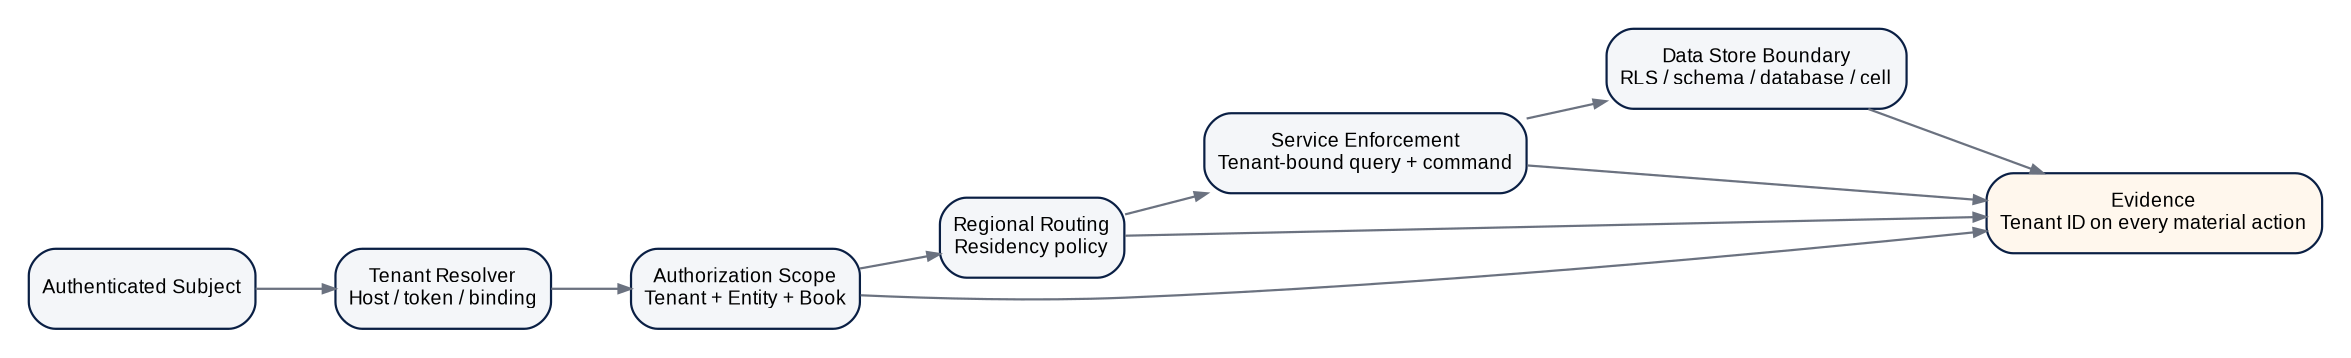 Authenticated Subject
Tenant Resolver
Host / token / binding
Authorization Scope
Tenant + Entity + Book
Regional Routing
Residency policy
Service Enforcement
Tenant-bound query + command
Data Store Boundary
RLS / schema / database / cell
Evidence
Tenant ID on every material action